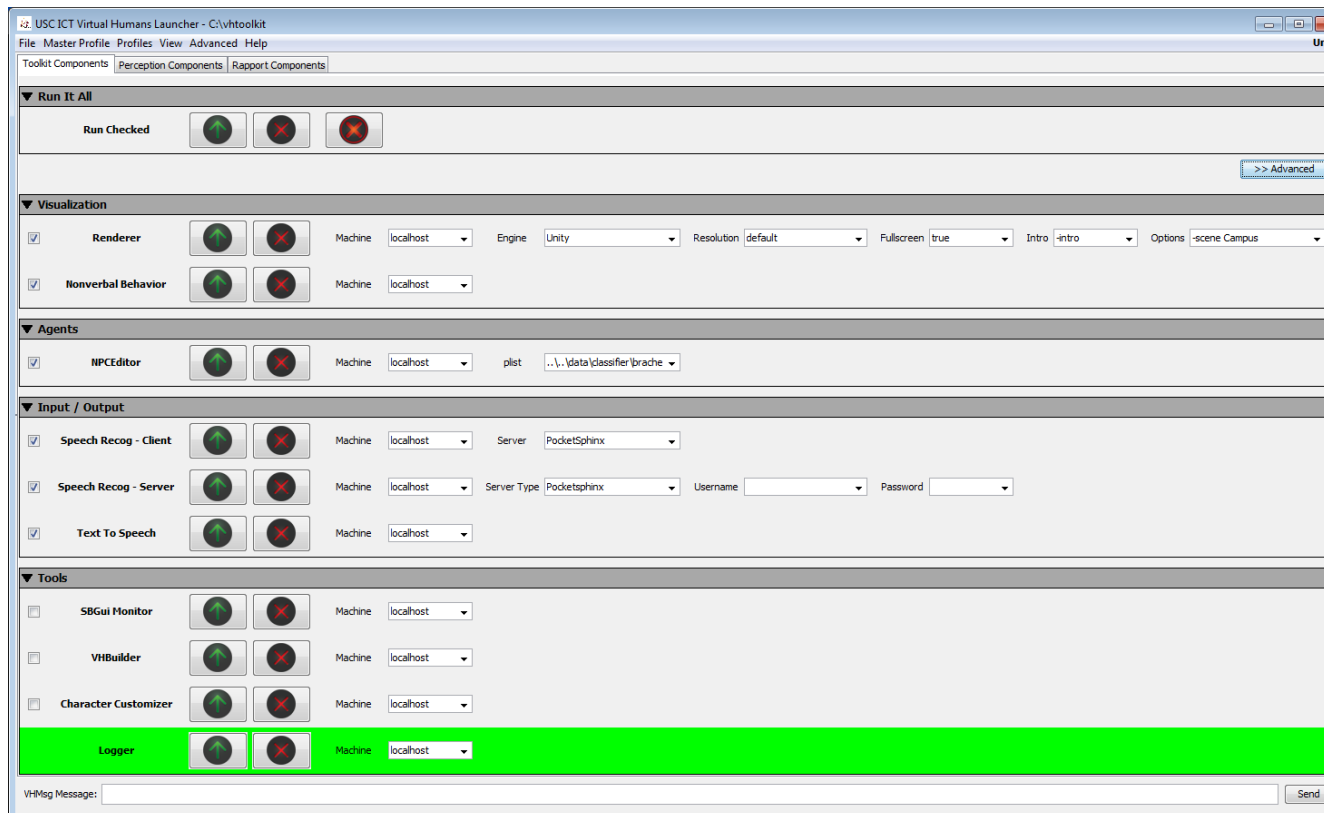 USC ICT Virtual Humans Launcher - C:\vhtoolkit
File Master Profile Profiles View Advanced Help
Toolkit Components Perception Components Rapport Components
Run It All
Run Checked
>> Advanced
Visualization
Renderer Machine localhost Engine Unity Resolution default Fullscreen true Intro -intro Options -scene Campus
Nonverbal Behavior Machine localhost
Agents
NPCEditor Machine localhost plist ..\..\data\classifier\brache
Input / Output
Speech Recog - Client Machine localhost Server PocketSphinx
Speech Recog - Server Machine localhost Server Type Pocketsphinx Username Password
Text To Speech Machine localhost
Tools
SBGui Monitor Machine localhost
VHBuilder Machine localhost
Character Customizer Machine localhost
Logger Machine localhost
VHMsg Message: Send